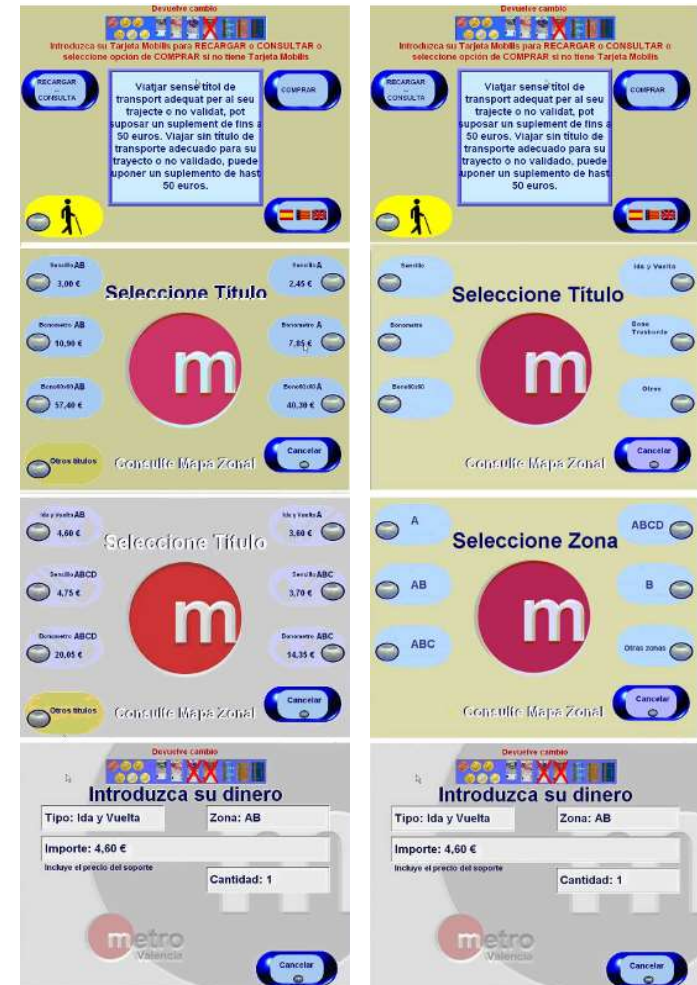 Devuelve cambio
Introduzca su Tarjeta Mobilis para RECARGAR o CONSULTAR o
seleccione opción de COMPRAR si no tiene Tarjeta Mobilis
RECARGAR
CONSULTA
Viatjar sense títol de
transport adequat per al seu
trajecte o no validat, pot
suposar un suplement de fins a
50 euros. Viajar sin título de
transporte adecuado para su
trayecto o no validado, puede
uponer un suplemento de hast
50 euros.
COMPRAR
Devuelve cambio
Introduzca su Tarjeta Mobilis para RECARGAR o CONSULTAR o
seleccione opción de COMPRAR si no tiene Tarjeta Mobilis
RECARGAR
CONSULTA
Viatjar sense títol de
transport adequat per al seu
trajecte o no validat, pot
suposar un suplement de fins a
50 euros. Viajar sin título de
transporte adecuado para su
trayecto o no validado, puede
uponer un suplemento de hast
50 euros.
COMPRAR
Sencillo AB
3,00 €
Sencillo A
2,45 €
Seleccione Título
Bonometro AB
10,90 €
Bonometro A
7,85 €
m
Bono60x60 AB
57,40 €
Bono60x60 A
40,30 €
Otros títulos
Consulte Mapa Zonal
Cancelar
Sencillo
Ida y Vuelta
Seleccione Título
Bonometro
Bono
Trasbordo
m
Bono60x60
Otros
Consulte Mapa Zonal
Cancelar
Ida y Vuelta AB
4,60 €
Ida y Vuelta A
3,60 €
Seleccione Título
Sencillo ABCD
4,75 €
Sencillo ABC
3,70 €
m
Bonometro ABCD
20,05 €
Bonometro ABC
14,35 €
Otros títulos
Consulte Mapa Zonal
Cancelar
A
ABCD
Seleccione Zona
AB
B
m
ABC
Otras zonas
Consulte Mapa Zonal
Cancelar
Devuelve cambio
Introduzca su dinero
Tipo: Ida y Vuelta
Zona: AB
Importe: 4,60 €
Incluye el precio del soporte
Cantidad: 1
metro
Valencia
Cancelar
Devuelve cambio
Introduzca su dinero
Tipo: Ida y Vuelta
Zona: AB
Importe: 4,60 €
Incluye el precio del soporte
Cantidad: 1
metro
Valencia
Cancelar